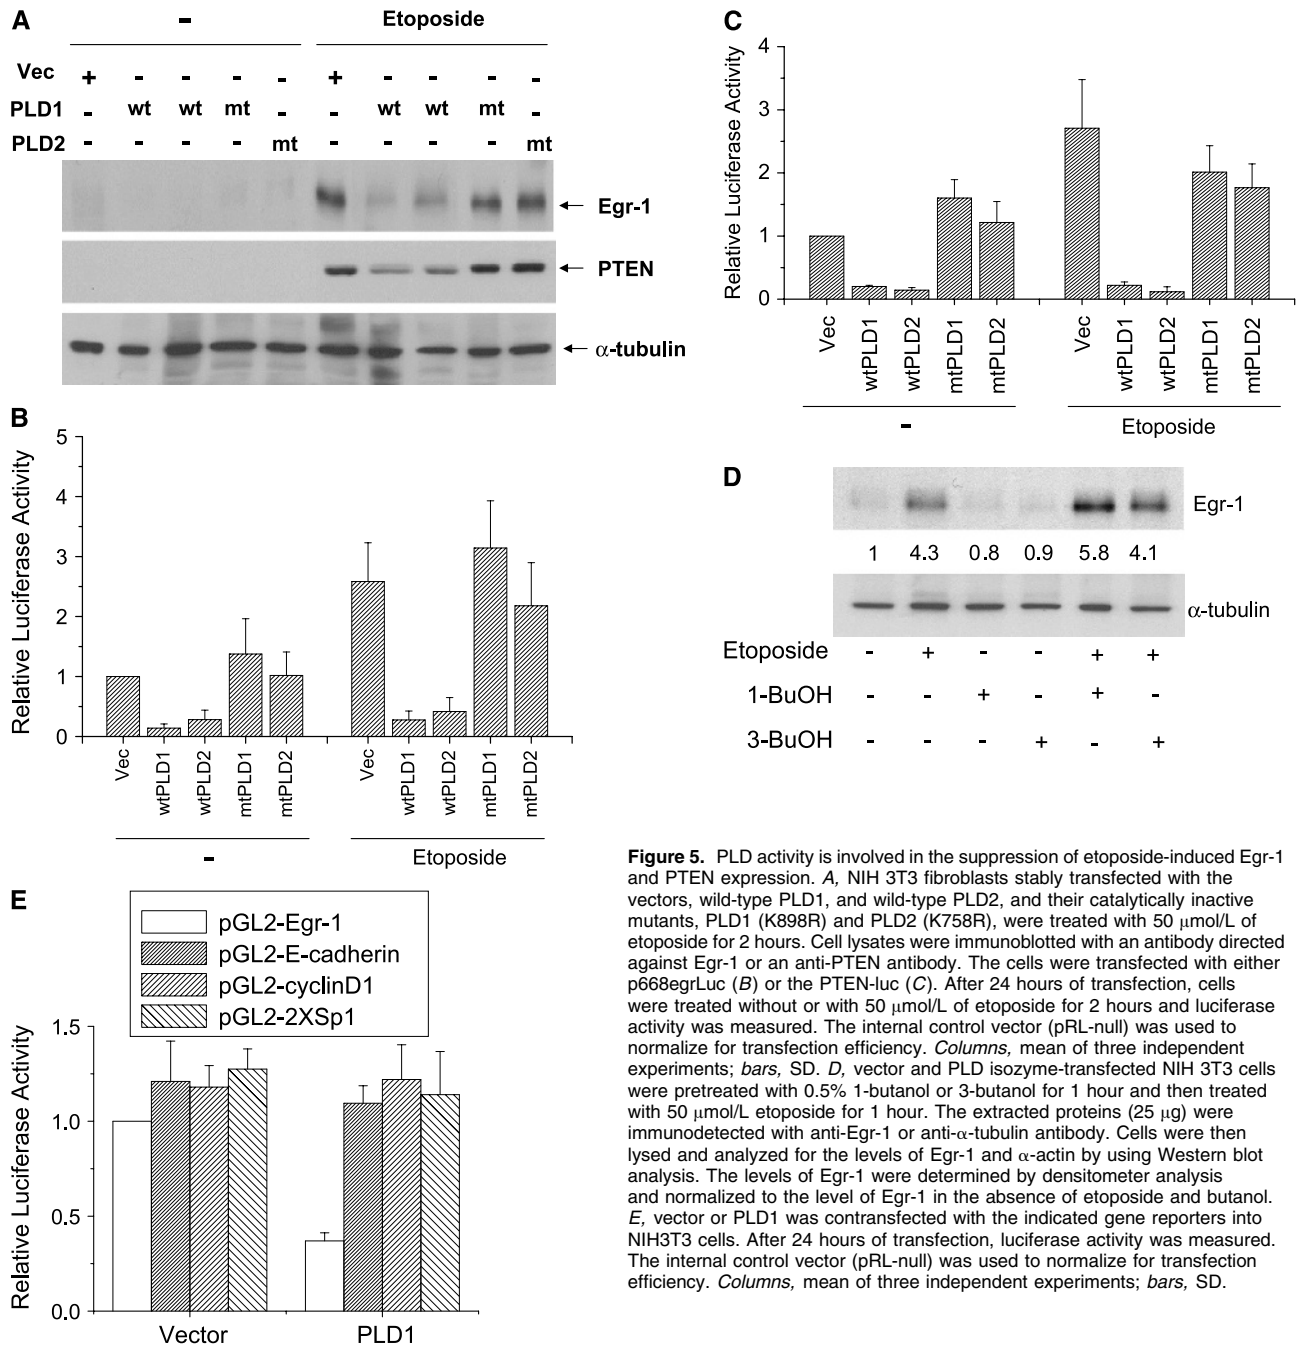 A
- Etoposide
Vec + - - - - + - - - -
PLD1 - wt wt mt - - wt wt mt -
PLD2 - - - - mt - - - - mt
Egr-1
PTEN
α-tubulin
B
Relative Luciferase Activity
5
4
3
2
1
0
Vec wtPLD1 wtPLD2 mtPLD1 mtPLD2 Vec wtPLD1 wtPLD2 mtPLD1 mtPLD2
- Etoposide
C
Relative Luciferase Activity
4
3
2
1
0
Vec wtPLD1 wtPLD2 mtPLD1 mtPLD2 Vec wtPLD1 wtPLD2 mtPLD1 mtPLD2
- Etoposide
D
Egr-1
1 4.3 0.8 0.9 5.8 4.1
α-tubulin
Etoposide - + - - + +
1-BuOH - - + - + -
3-BuOH - - - + - +
E
pGL2-Egr-1
pGL2-E-cadherin
pGL2-cyclinD1
pGL2-2XSp1
Relative Luciferase Activity
1.5
1.0
0.5
0.0
Vector PLD1
Figure 5. PLD activity is involved in the suppression of etoposide-induced Egr-1
and PTEN expression. A, NIH 3T3 fibroblasts stably transfected with the
vectors, wild-type PLD1, and wild-type PLD2, and their catalytically inactive
mutants, PLD1 (K898R) and PLD2 (K758R), were treated with 50 μmol/L of
etoposide for 2 hours. Cell lysates were immunoblotted with an antibody directed
against Egr-1 or an anti-PTEN antibody. The cells were transfected with either
p668egrLuc (B) or the PTEN-luc (C). After 24 hours of transfection, cells
were treated without or with 50 μmol/L of etoposide for 2 hours and luciferase
activity was measured. The internal control vector (pRL-null) was used to
normalize for transfection efficiency. Columns, mean of three independent
experiments; bars, SD. D, vector and PLD isozyme-transfected NIH 3T3 cells
were pretreated with 0.5% 1-butanol or 3-butanol for 1 hour and then treated
with 50 μmol/L etoposide for 1 hour. The extracted proteins (25 μg) were
immunodetected with anti-Egr-1 or anti-α-tubulin antibody. Cells were then
lysed and analyzed for the levels of Egr-1 and α-actin by using Western blot
analysis. The levels of Egr-1 were determined by densitometer analysis
and normalized to the level of Egr-1 in the absence of etoposide and butanol.
E, vector or PLD1 was contransfected with the indicated gene reporters into
NIH3T3 cells. After 24 hours of transfection, luciferase activity was measured.
The internal control vector (pRL-null) was used to normalize for transfection
efficiency. Columns, mean of three independent experiments; bars, SD.